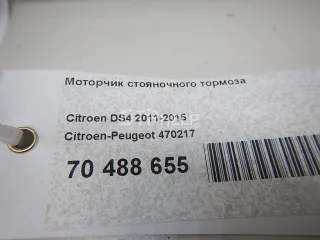 Моторчик стояночного тормоза
Citroen DS4 2011-2015
Citroen-Peugeot 470217
70 488 655